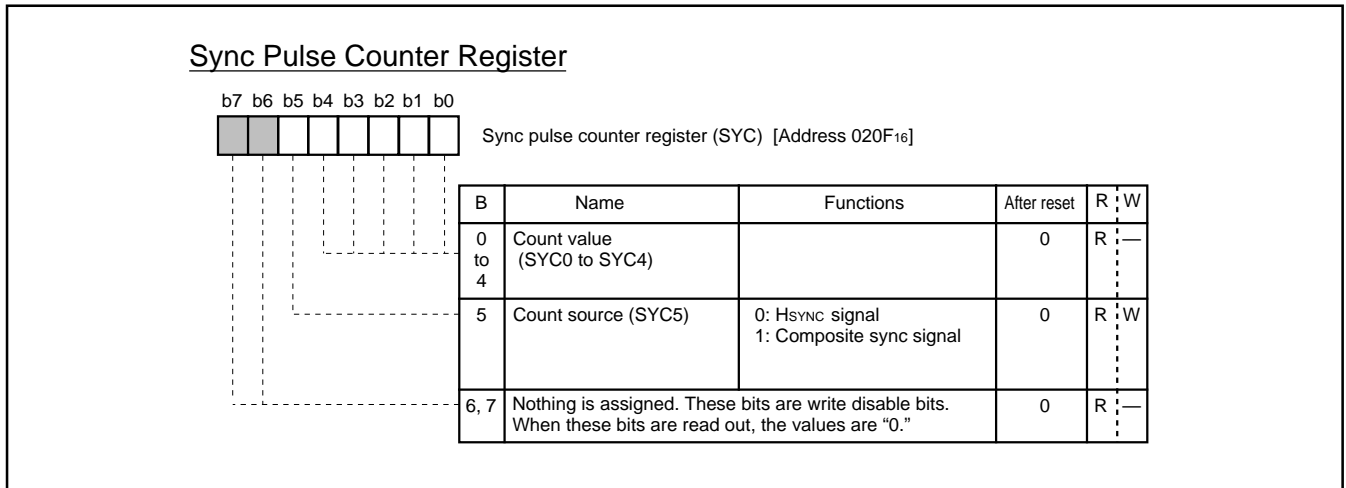 Sync Pulse Counter Register
b7 b6 b5 b4 b3 b2 b1 b0
Sync pulse counter register (SYC) [Address 020F16]
B Name Functions After reset R W
0 to 4 Count value (SYC0 to SYC4) 0 R —
5 Count source (SYC5) 0: HSYNC signal 0 R W
1: Composite sync signal
6, 7 Nothing is assigned. These bits are write disable bits. 0 R —
When these bits are read out, the values are “0.”